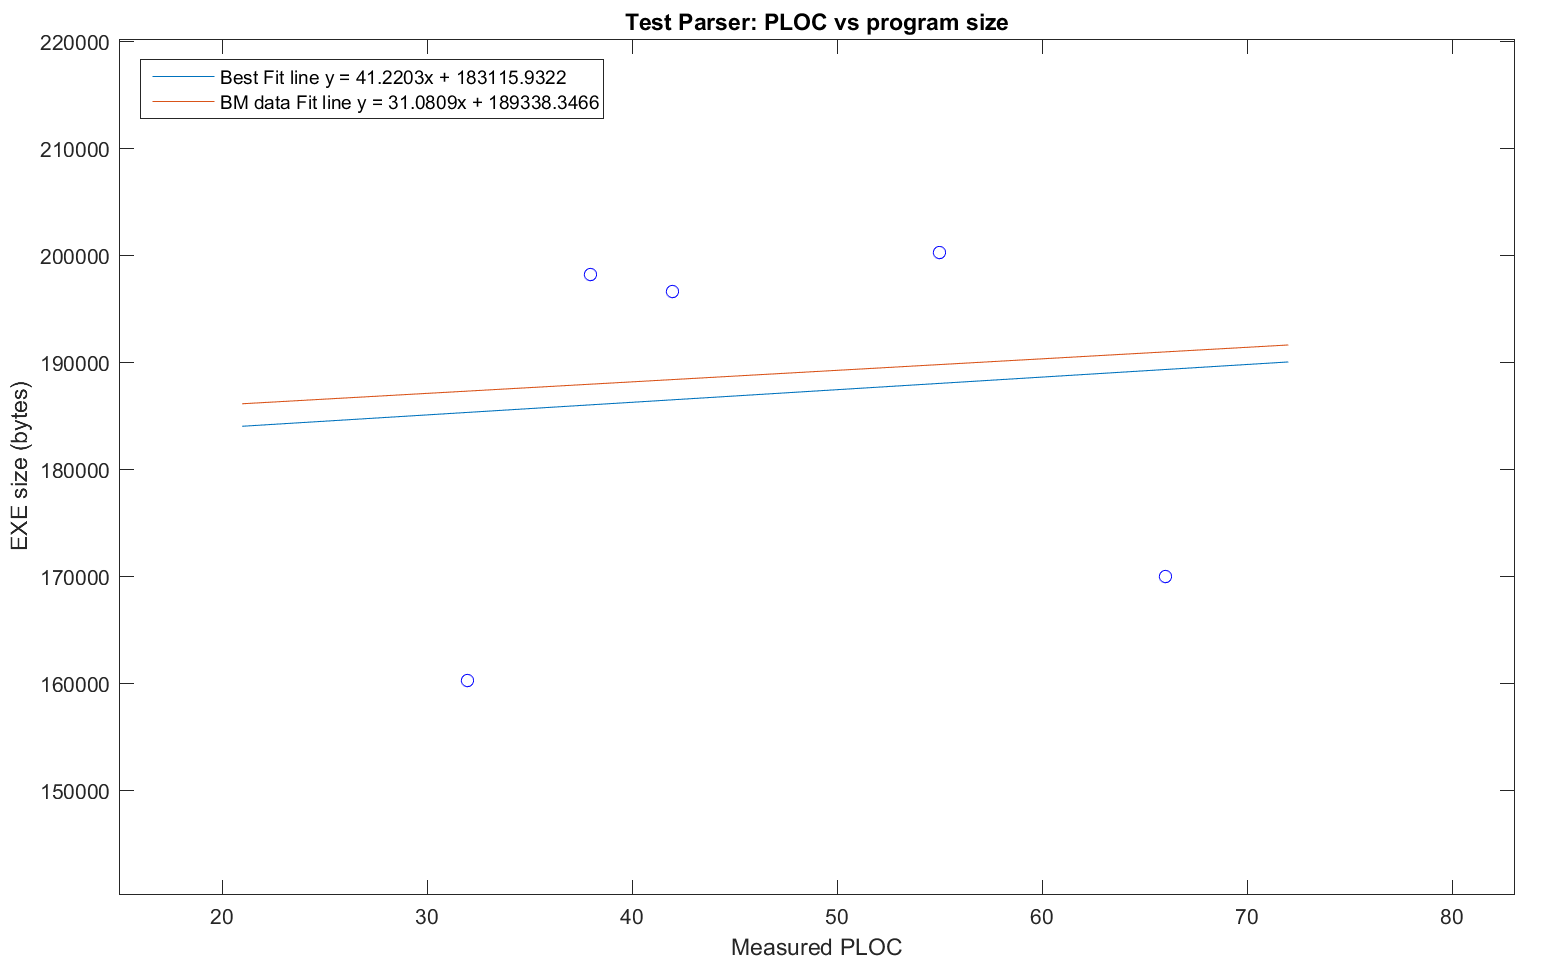 Test Parser: PLOC vs program size
220000
Best Fit line y = 41.2203x + 183115.9322
BM data Fit line y = 31.0809x + 189338.3466
210000
200000
190000
180000
170000
160000
150000
EXE size (bytes)
20 30 40 50 60 70 80
Measured PLOC